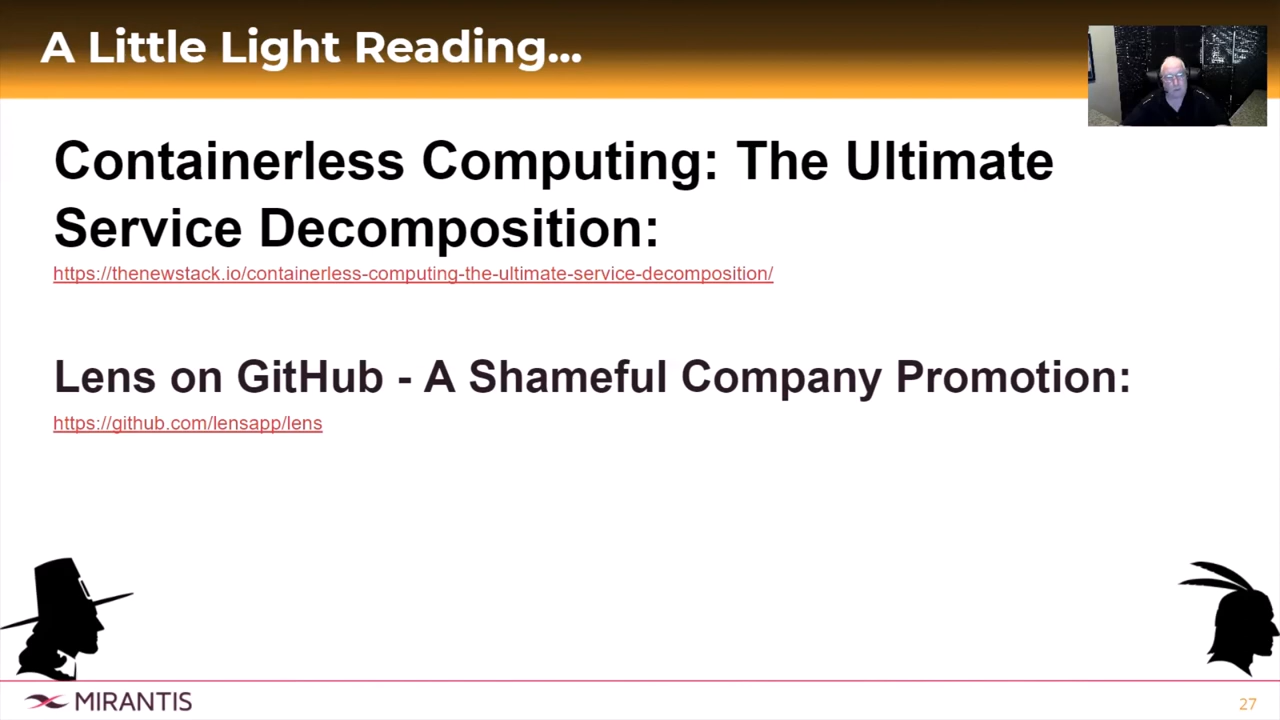 A Little Light Reading...
Containerless Computing: The Ultimate
Service Decomposition:
https://thenewstack.io/containerless-computing-the-ultimate-service-decomposition/
Lens on GitHub - A Shameful Company Promotion:
https://github.com/lensapp/lens
MIRANTIS
27